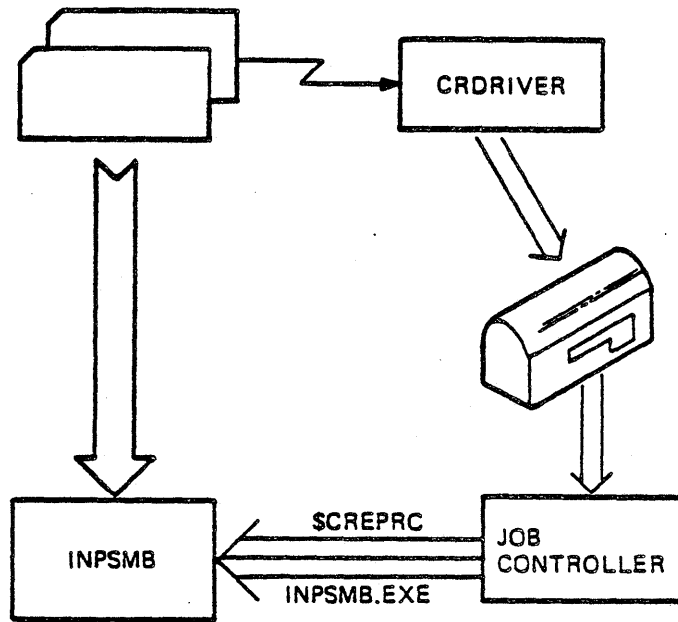 CRDRIVER
$CREPRC
JOB
CONTROLLER
INPSMB
INPSMB.EXE